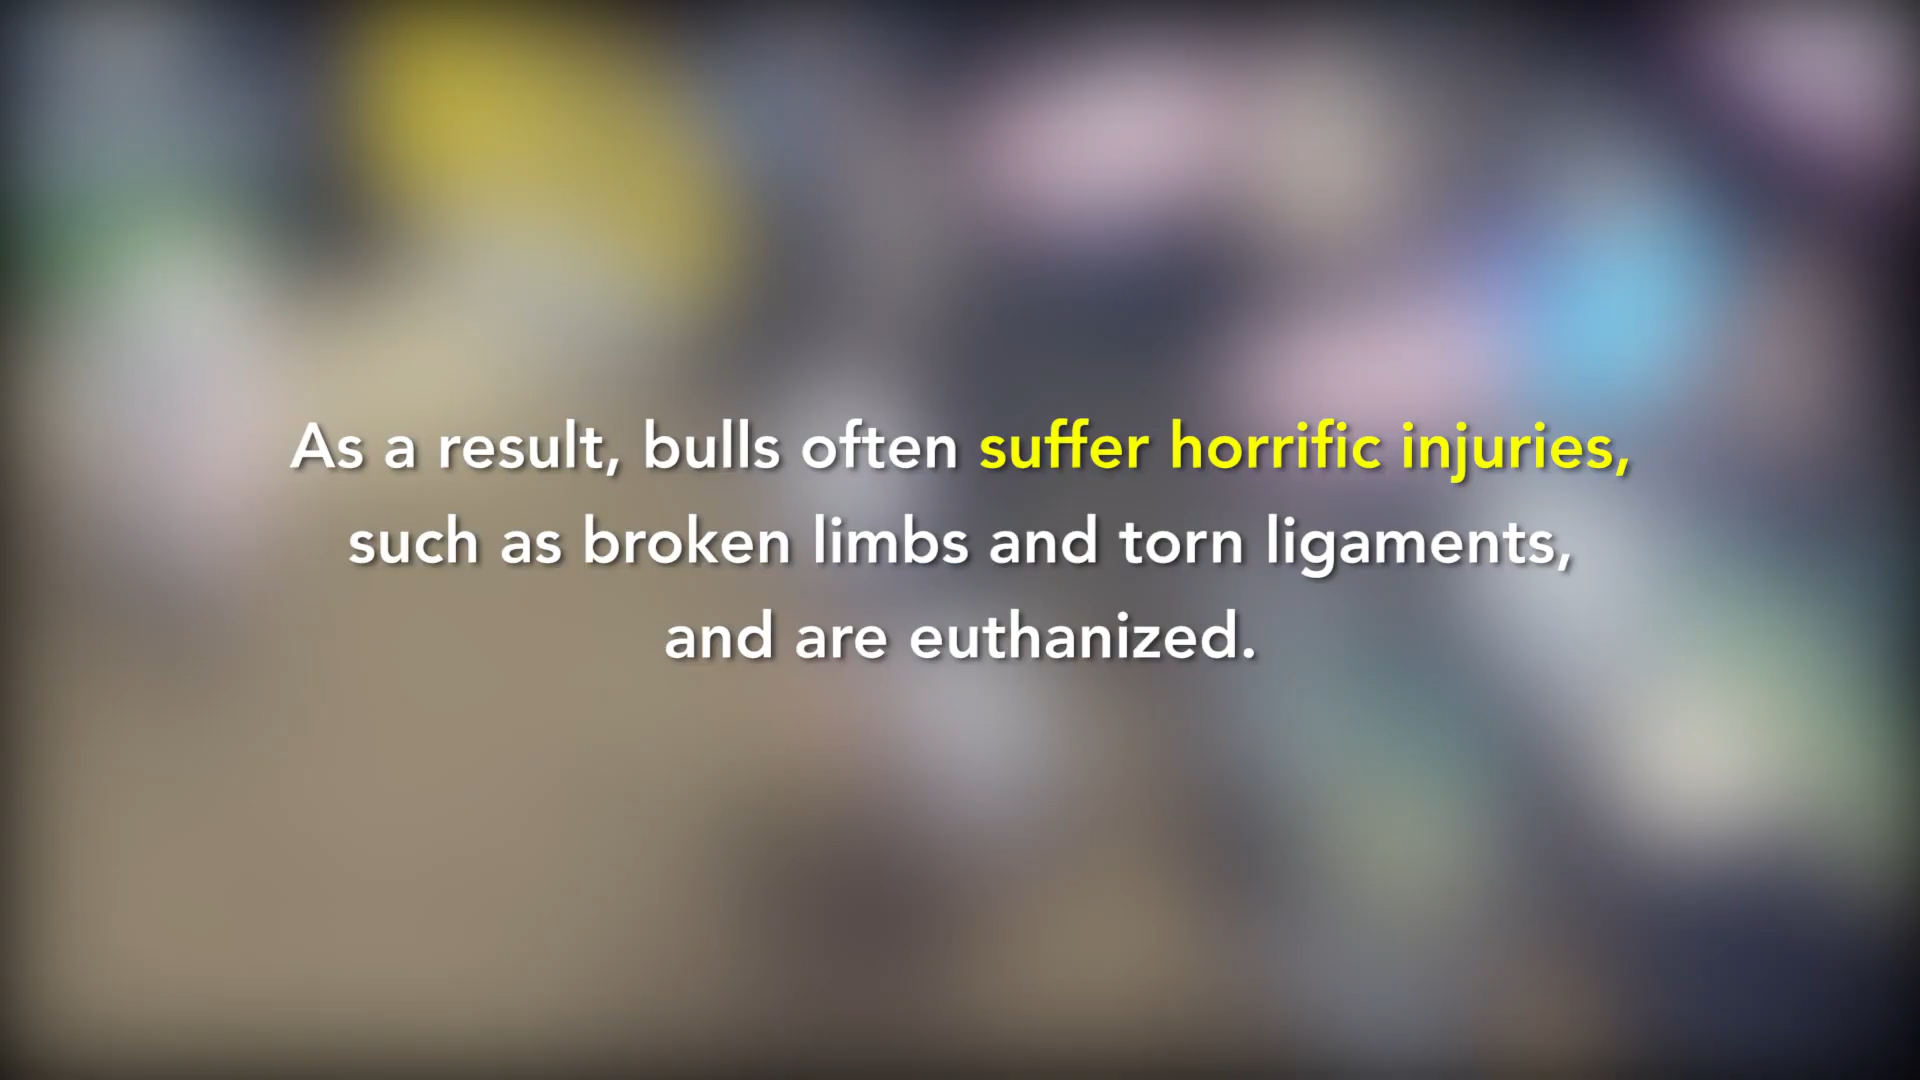 As a result, bulls often suffer horrific injuries,
such as broken limbs and torn ligaments,
and are euthanized.